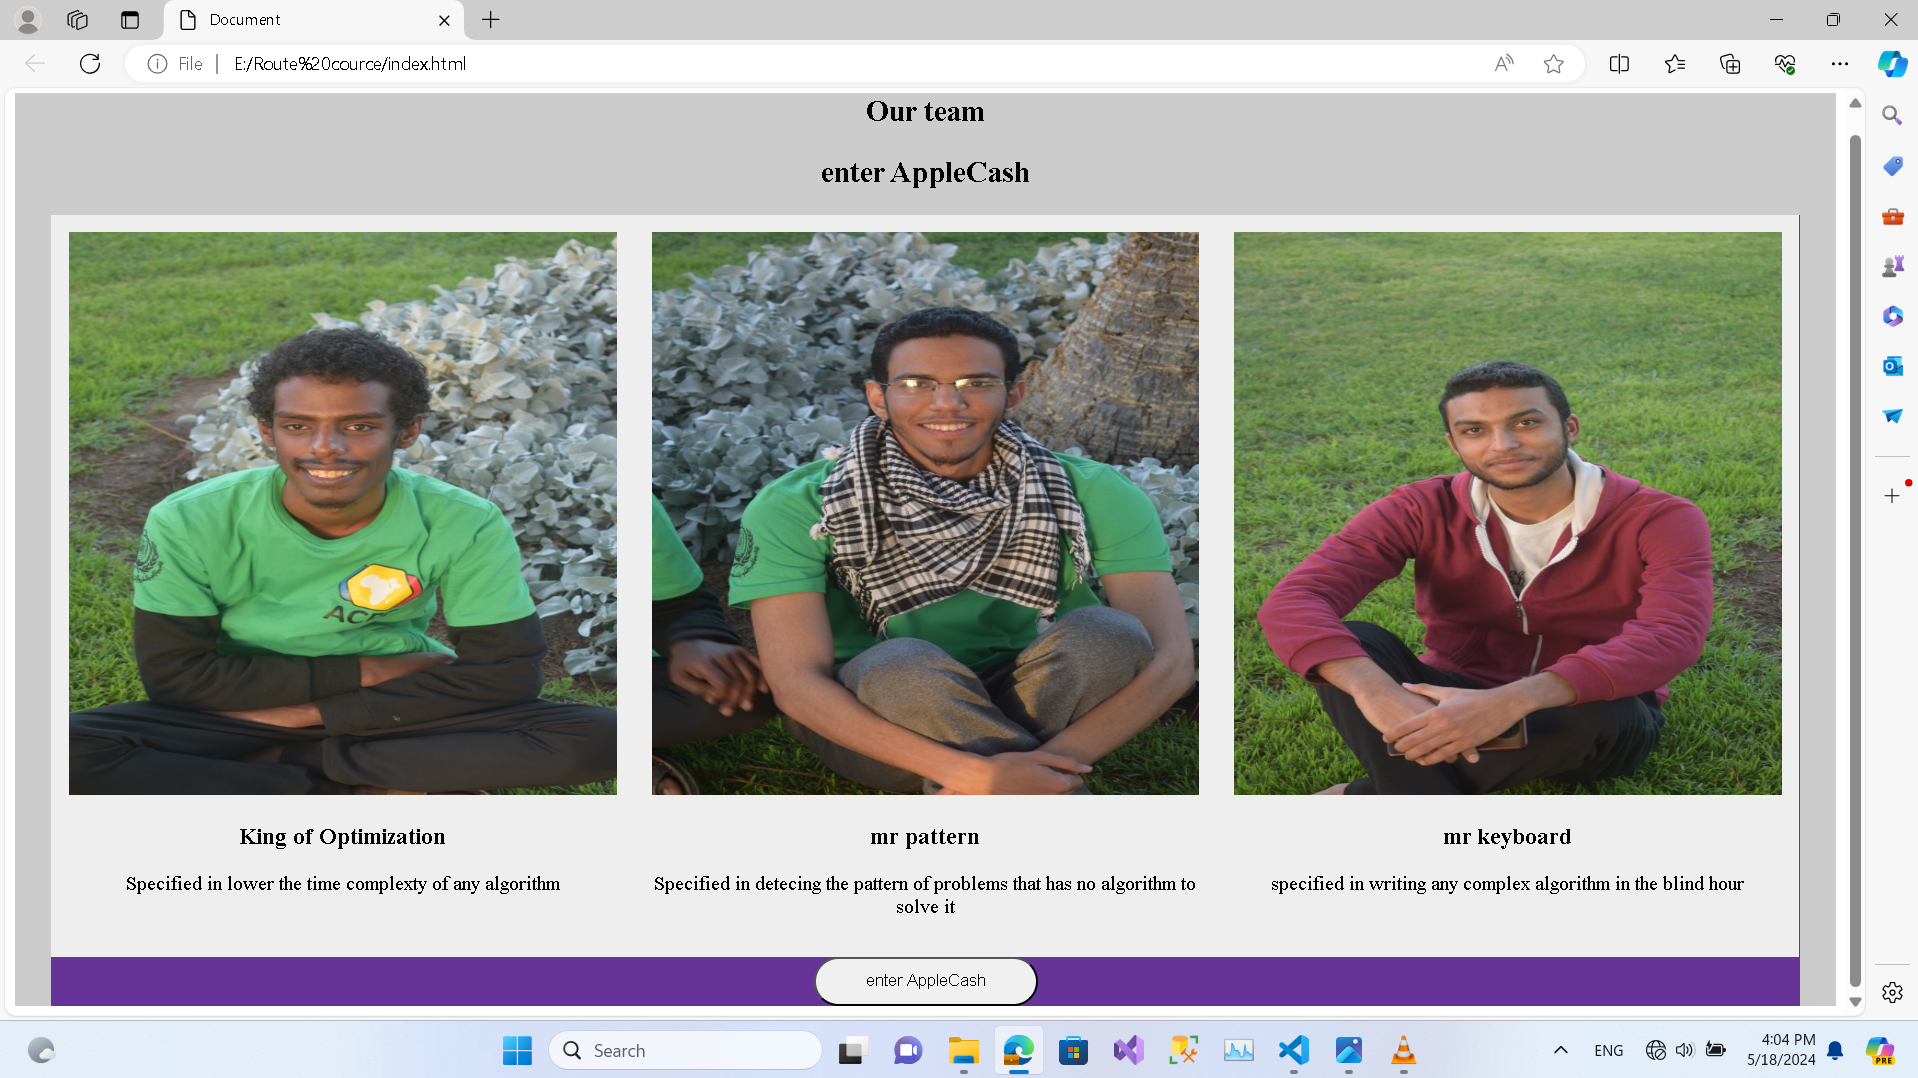 Document
File
E:/Route%20cource/index.html
Our team
enter AppleCash
King of Optimization
mr pattern
mr keyboard
Specified in lower the time complexty of any algorithm
Specified in detecing the pattern of problems that has no algorithm to
solve it
specified in writing any complex algorithm in the blind hour
enter AppleCash
Search
ENG
4:04 PM
5/18/2024
PRE